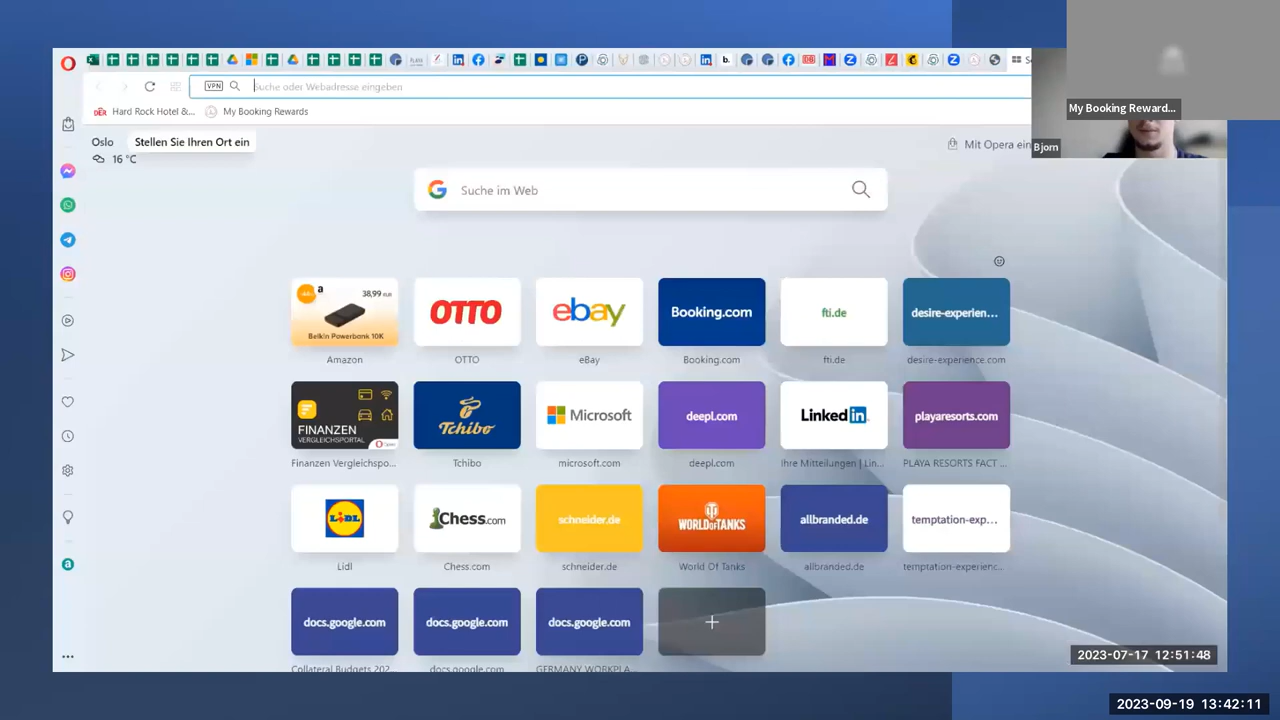 VPN
Suche oder Webadresse eingeben
My Booking Reward...
DER Hard Rock Hotel &...
My Booking Rewards
Oslo
Stellen Sie Ihren Ort ein
16 °C
Mit Opera ein
Bjorn
G Suche im Web
a
38,99 EUR
Belkin Powerbank 10K
OTTO
ebay
Booking.com
fti.de
desire-experien...
Amazon
OTTO
eBay
Booking.com
fti.de
desire-experience.com
FINANZEN
VERGLEICHSPORTAL
Opera
Tchibo
Microsoft
deepl.com
LinkedIn
playaresorts.com
Finanzen Vergleichspo...
Tchibo
microsoft.com
deepl.com
Ihre Mitteilungen | Lin...
PLAYA RESORTS FACT ...
LIDL
Chess.com
schneider.de
WORLD OF TANKS
allbranded.de
temptation-exp...
Lidl
Chess.com
schneider.de
World Of Tanks
allbranded.de
temptation-experienc...
docs.google.com
docs.google.com
docs.google.com
Collateral Budgets 202...
docs.google.com
GERMANY WORKPLA...
2023-07-17 12:51:48
2023-09-19 13:42:11